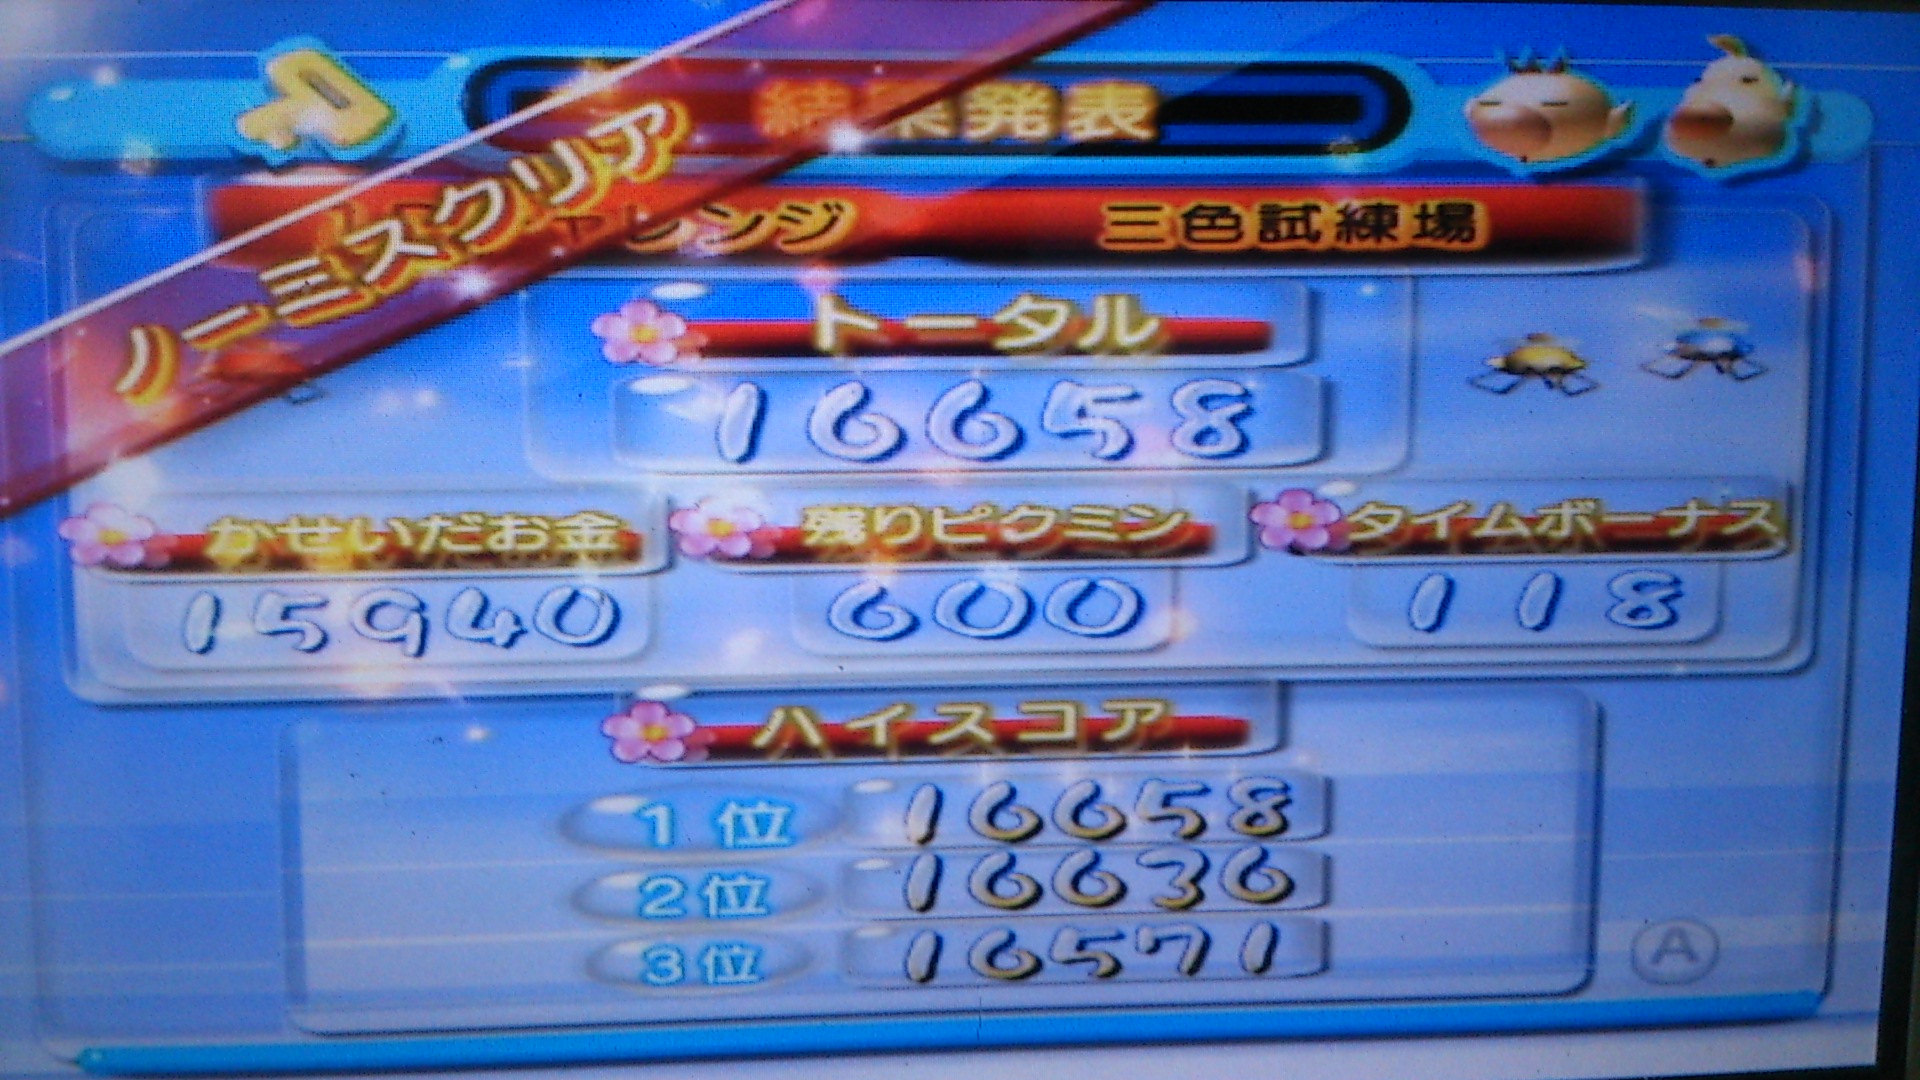 結果発表
ノーミスクリア
チャレンジ 三色試練場
トータル
16658
かせいだお金 残りピクミン タイムボーナス
15940 600 118
ハイスコア
1位 16658
2位 16636
3位 16571
A